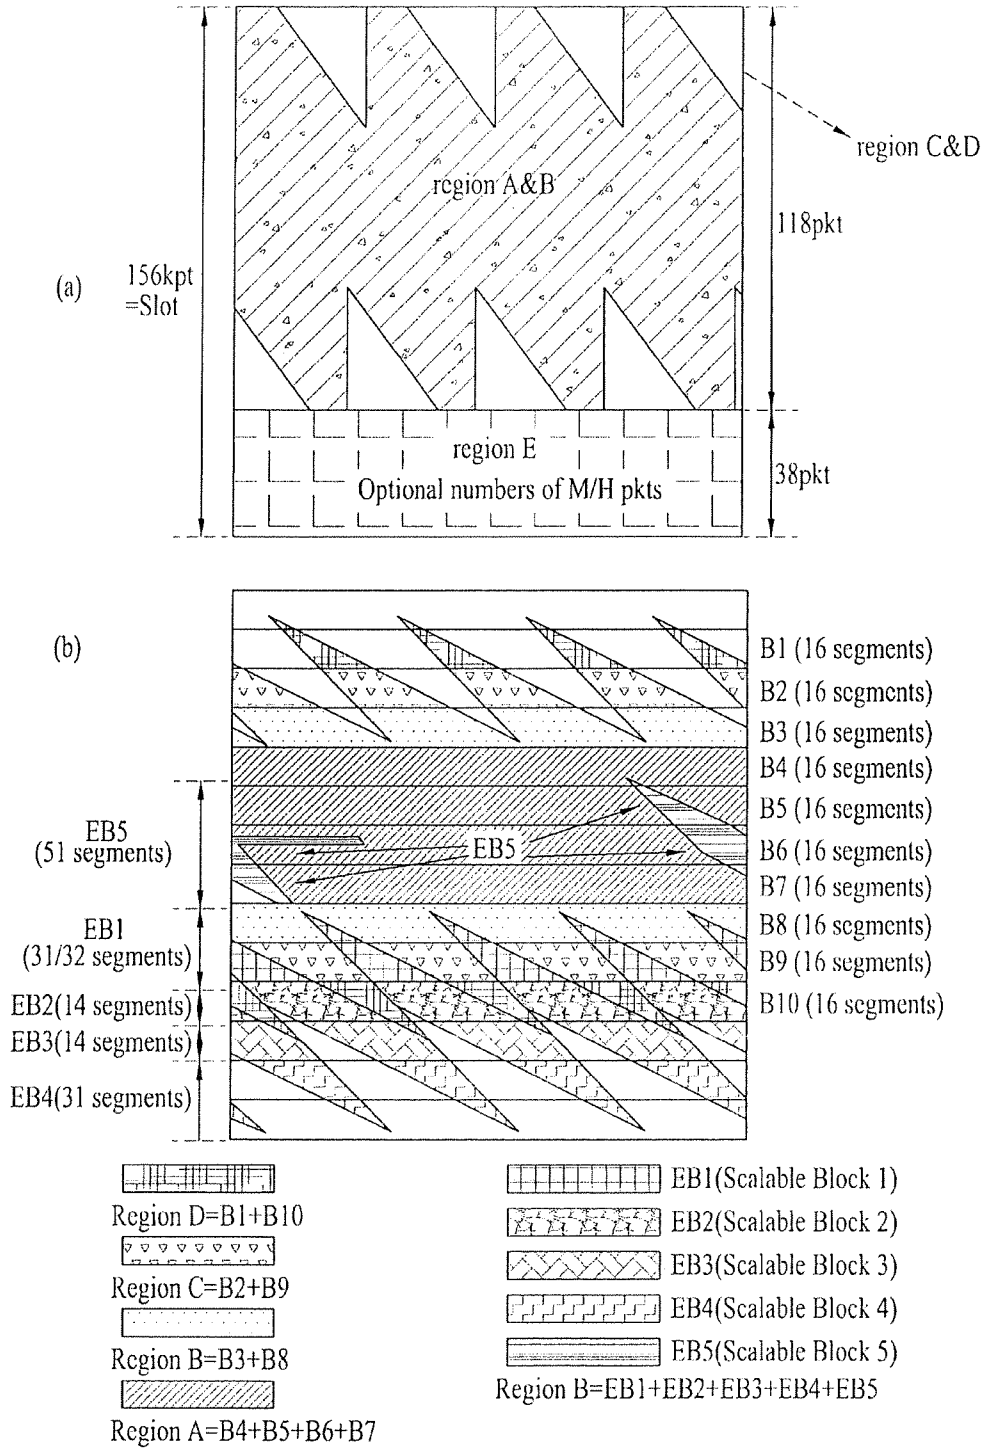 region C&D
region A&B
118pkt
(a)
156kpt
=Slot
region E
Optional numbers of M/H pkts
38pkt
(b)
B1 (16 segments)
B2 (16 segments)
B3 (16 segments)
B4 (16 segments)
B5 (16 segments)
EB5
(51 segments)
EB5
B6 (16 segments)
B7 (16 segments)
B8 (16 segments)
EB1
(31/32 segments)
B9 (16 segments)
EB2(14 segments)
B10 (16 segments)
EB3(14 segments)
EB4(31 segments)
Region D=B1+B10
Region C=B2+B9
Region B=B3+B8
Region A=B4+B5+B6+B7
EB1(Scalable Block 1)
EB2(Scalable Block 2)
EB3(Scalable Block 3)
EB4(Scalable Block 4)
EB5(Scalable Block 5)
Region B=EB1+EB2+EB3+EB4+EB5